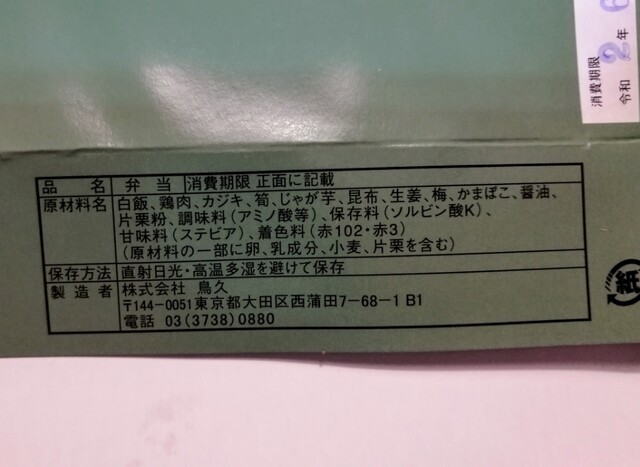 消費期限
令和 2年 6
品名 弁当 消費期限 正面に記載
原材料名 白飯、鶏肉、カジキ、筍、じゃが芋、昆布、生姜、梅、かまぼこ、醤油、
片栗粉、調味料(アミノ酸等)、保存料(ソルビン酸K)、
甘味料(ステビア)、着色料(赤102・赤3)
(原材料の一部に卵、乳成分、小麦、片栗を含む)
保存方法 直射日光・高温多湿を避けて保存
製造者 株式会社 鳥久
〒144-0051東京都大田区西蒲田7-68-1 B1
電話 03(3738)0880
紙